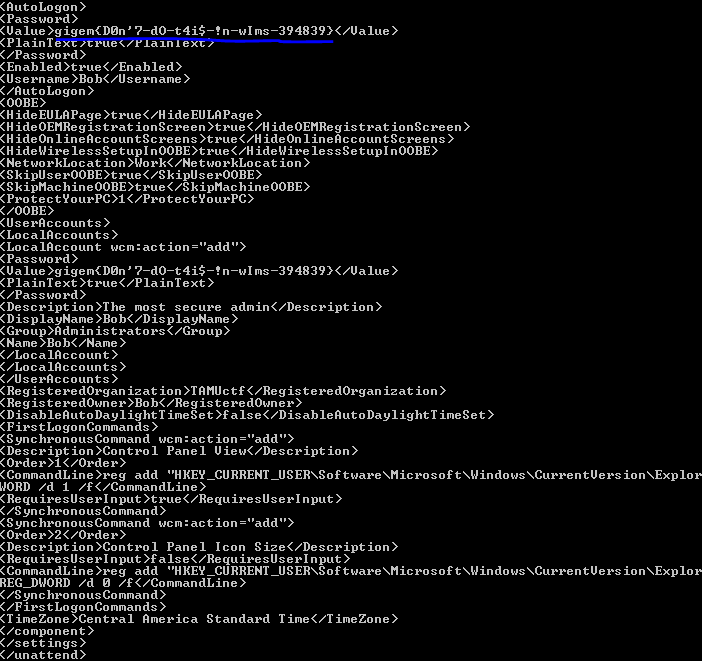 <AutoLogon>
<Password>
<Value>gigem{D0n'7-dO-t4i$-!n-wIms-394839}</Value>
<PlainText>true</PlainText>
</Password>
<Enabled>true</Enabled>
<Username>Bob</Username>
</AutoLogon>
<OOBE>
<HideEULAPage>true</HideEULAPage>
<HideOEMRegistrationScreen>true</HideOEMRegistrationScreen>
<HideOnlineAccountScreens>true</HideOnlineAccountScreens>
<HideWirelessSetupInOOBE>true</HideWirelessSetupInOOBE>
<NetworkLocation>Work</NetworkLocation>
<SkipUserOOBE>true</SkipUserOOBE>
<SkipMachineOOBE>true</SkipMachineOOBE>
<ProtectYourPC>1</ProtectYourPC>
</OOBE>
<UserAccounts>
<LocalAccounts>
<LocalAccount wcm:action="add">
<Password>
<Value>gigem{D0n'7-dO-t4i$-!n-wIms-394839}</Value>
<PlainText>true</PlainText>
</Password>
<Description>The most secure admin</Description>
<DisplayName>Bob</DisplayName>
<Group>Administrators</Group>
<Name>Bob</Name>
</LocalAccount>
</LocalAccounts>
</UserAccounts>
<RegisteredOrganization>TAMUctf</RegisteredOrganization>
<RegisteredOwner>Bob</RegisteredOwner>
<DisableAutoDaylightTimeSet>false</DisableAutoDaylightTimeSet>
<FirstLogonCommands>
<SynchronousCommand wcm:action="add">
<Description>Control Panel View</Description>
<Order>1</Order>
<CommandLine>reg add "HKEY_CURRENT_USER\Software\Microsoft\Windows\CurrentVersion\Explor
WORD /d 1 /f</CommandLine>
<RequiresUserInput>true</RequiresUserInput>
</SynchronousCommand>
<SynchronousCommand wcm:action="add">
<Order>2</Order>
<Description>Control Panel Icon Size</Description>
<RequiresUserInput>false</RequiresUserInput>
<CommandLine>reg add "HKEY_CURRENT_USER\Software\Microsoft\Windows\CurrentVersion\Explor
REG_DWORD /d 0 /f</CommandLine>
</SynchronousCommand>
</FirstLogonCommands>
<TimeZone>Central America Standard Time</TimeZone>
</component>
</settings>
</unattend>